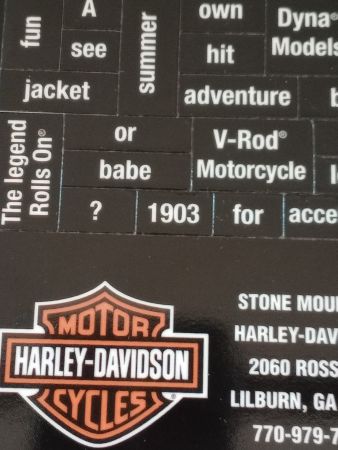 fun
A
see
jacket
summer
own
hit
adventure
Dyna®
Models
The legend
Rolls On®
or
babe
V-Rod®
Motorcycle
?
1903
for
acce
MOTOR
HARLEY-DAVIDSON
CYCLES®
STONE MOU
HARLEY-DAV
2060 ROSS
LILBURN, GA
770-979-7